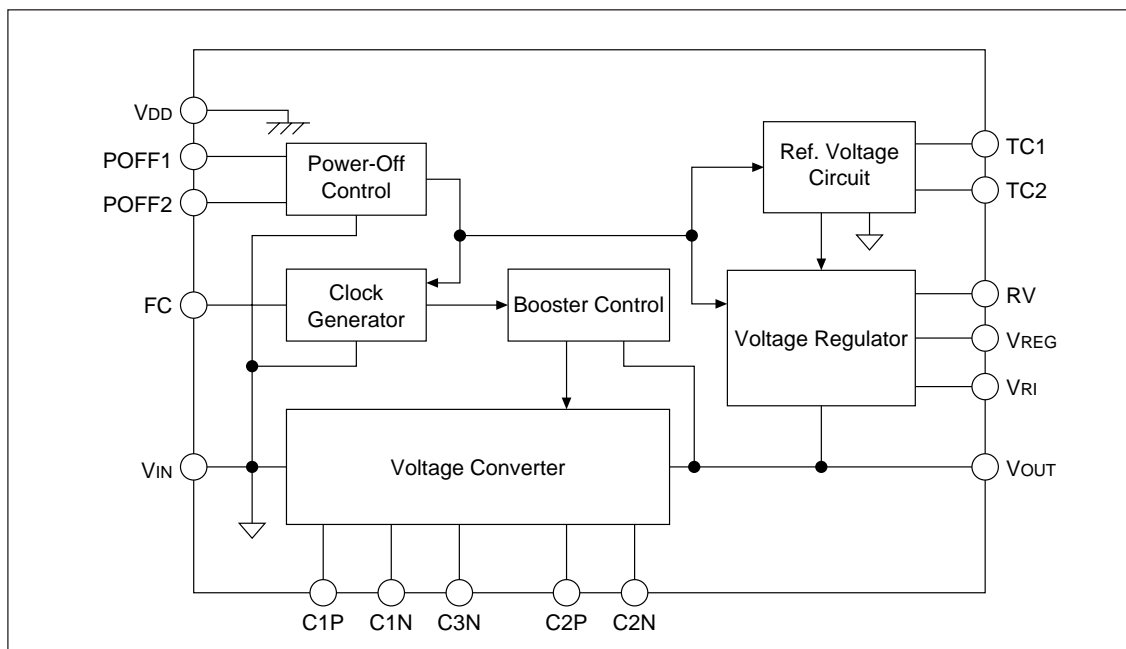 VDD
POFF1
POFF2
Power-Off
Control
Ref. Voltage
Circuit
TC1
TC2
FC
Clock
Generator
Booster Control
Voltage Regulator
RV
VREG
VRI
VIN
Voltage Converter
VOUT
C1P
C1N
C3N
C2P
C2N